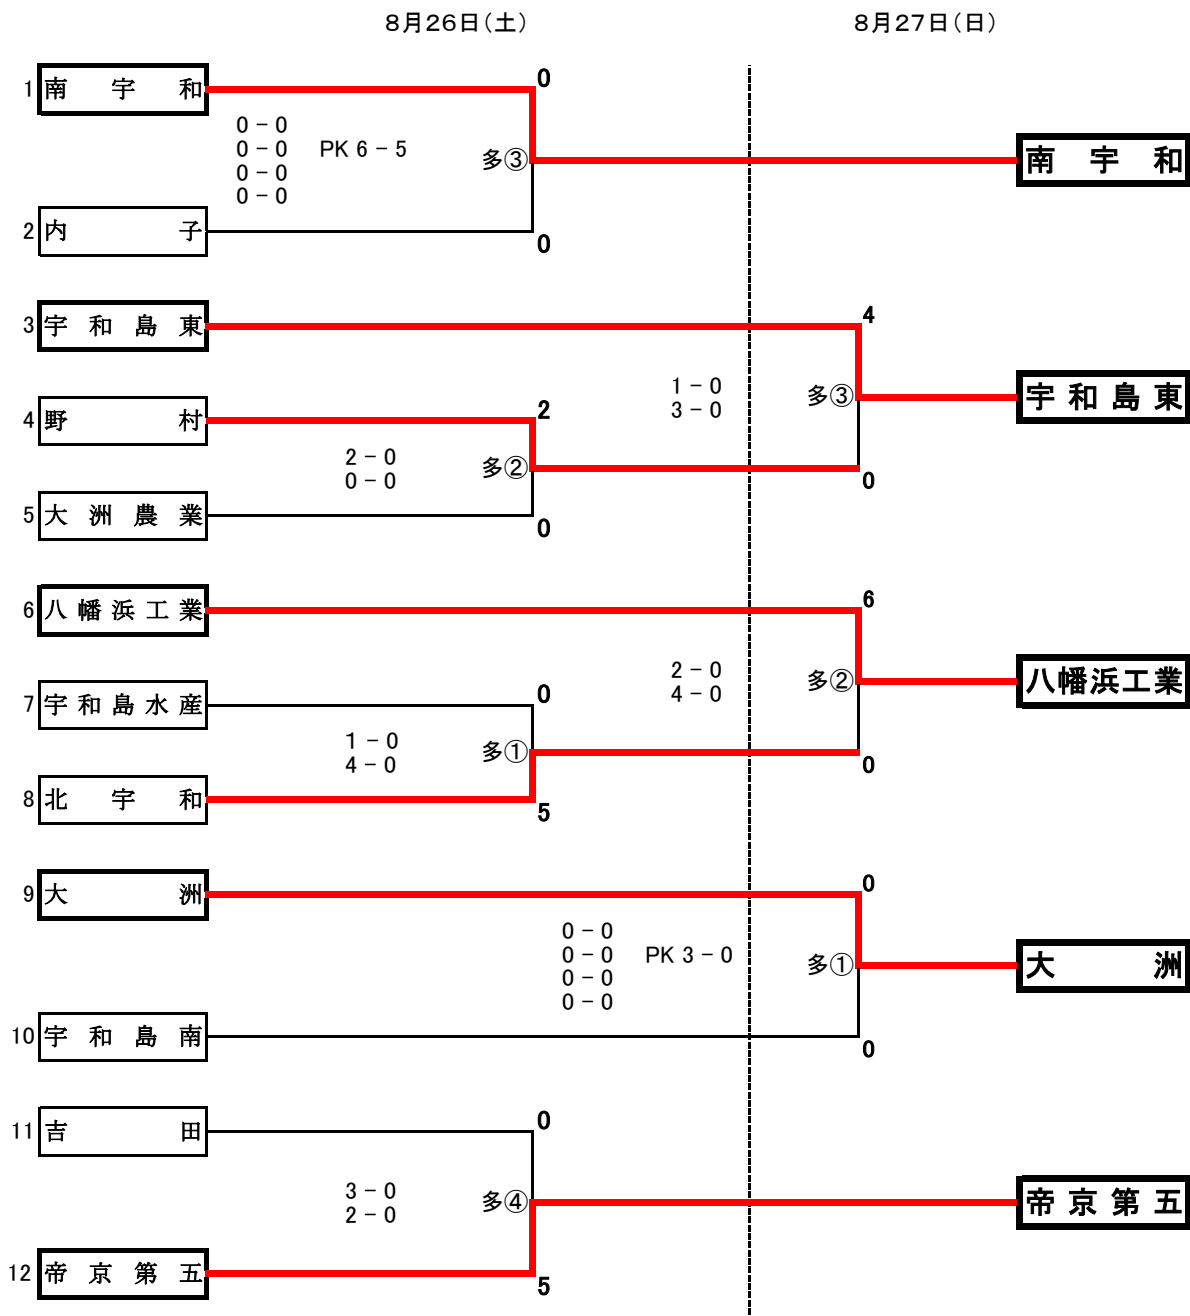 8月26日(土) 8月27日(日)
0
1 南宇和
0 - 0
0 - 0 PK 6 - 5 多③ 南宇和
0 - 0
0 - 0
2 内子
0
3 宇和島東 4
1 - 0 多③ 宇和島東
3 - 0
4 野村 2
2 - 0 多②
0 - 0 0
5 大洲農業 0
6 八幡浜工業 6
2 - 0 多② 八幡浜工業
4 - 0
7 宇和島水産 0
1 - 0 多①
4 - 0 0
8 北宇和 5
9 大洲 0
0 - 0
0 - 0 PK 3 - 0 多① 大洲
0 - 0
0 - 0
10 宇和島南 0
11 吉田 0
3 - 0 多④ 帝京第五
2 - 0
12 帝京第五 5